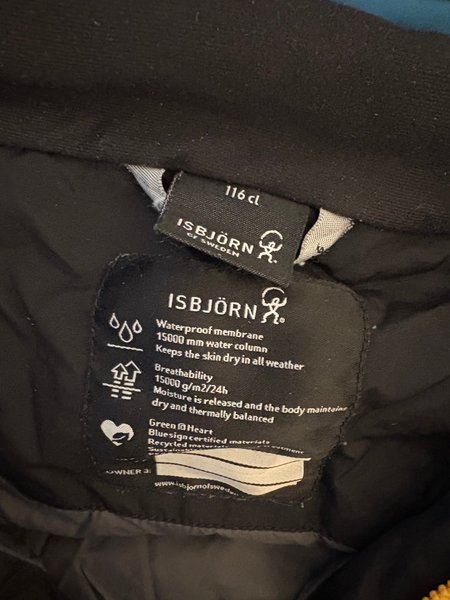 116 cl
ISBJÖRN
OF SWEDEN
ISBJÖRN
Waterproof membrane
15000 mm water column
Keeps the skin dry in all weather
Breathability
15000 g/m2/24h
Moisture is released and the body maintains
dry and thermally balanced
Green @ Heart
Bluesign certified materials
Recycled materials
OWNER 3:
www.isbjornofsweden